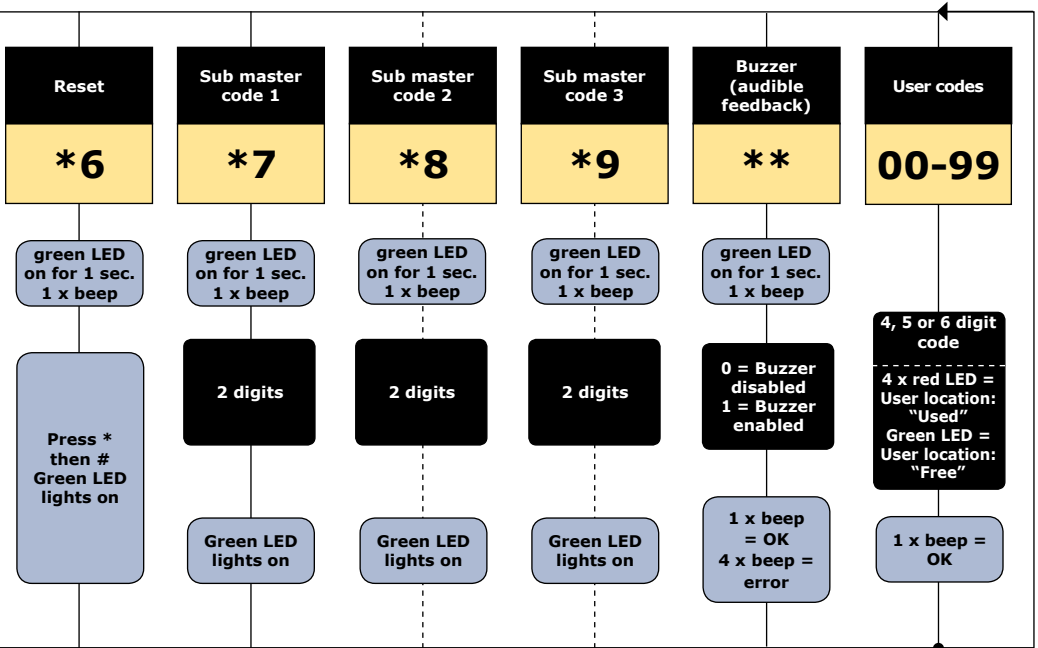 Reset
*6
green LED
on for 1 sec.
1 x beep
Press *
then #
Green LED
lights on
Sub master
code 1
*7
green LED
on for 1 sec.
1 x beep
2 digits
Green LED
lights on
Sub master
code 2
*8
green LED
on for 1 sec.
1 x beep
2 digits
Green LED
lights on
Sub master
code 3
*9
green LED
on for 1 sec.
1 x beep
2 digits
Green LED
lights on
Buzzer
(audible
feedback)
**
green LED
on for 1 sec.
1 x beep
0 = Buzzer
disabled
1 = Buzzer
enabled
1 x beep
= OK
4 x beep =
error
User codes
00-99
4, 5 or 6 digit
code
4 x red LED =
User location:
“Used”
Green LED =
User location:
“Free”
1 x beep =
OK